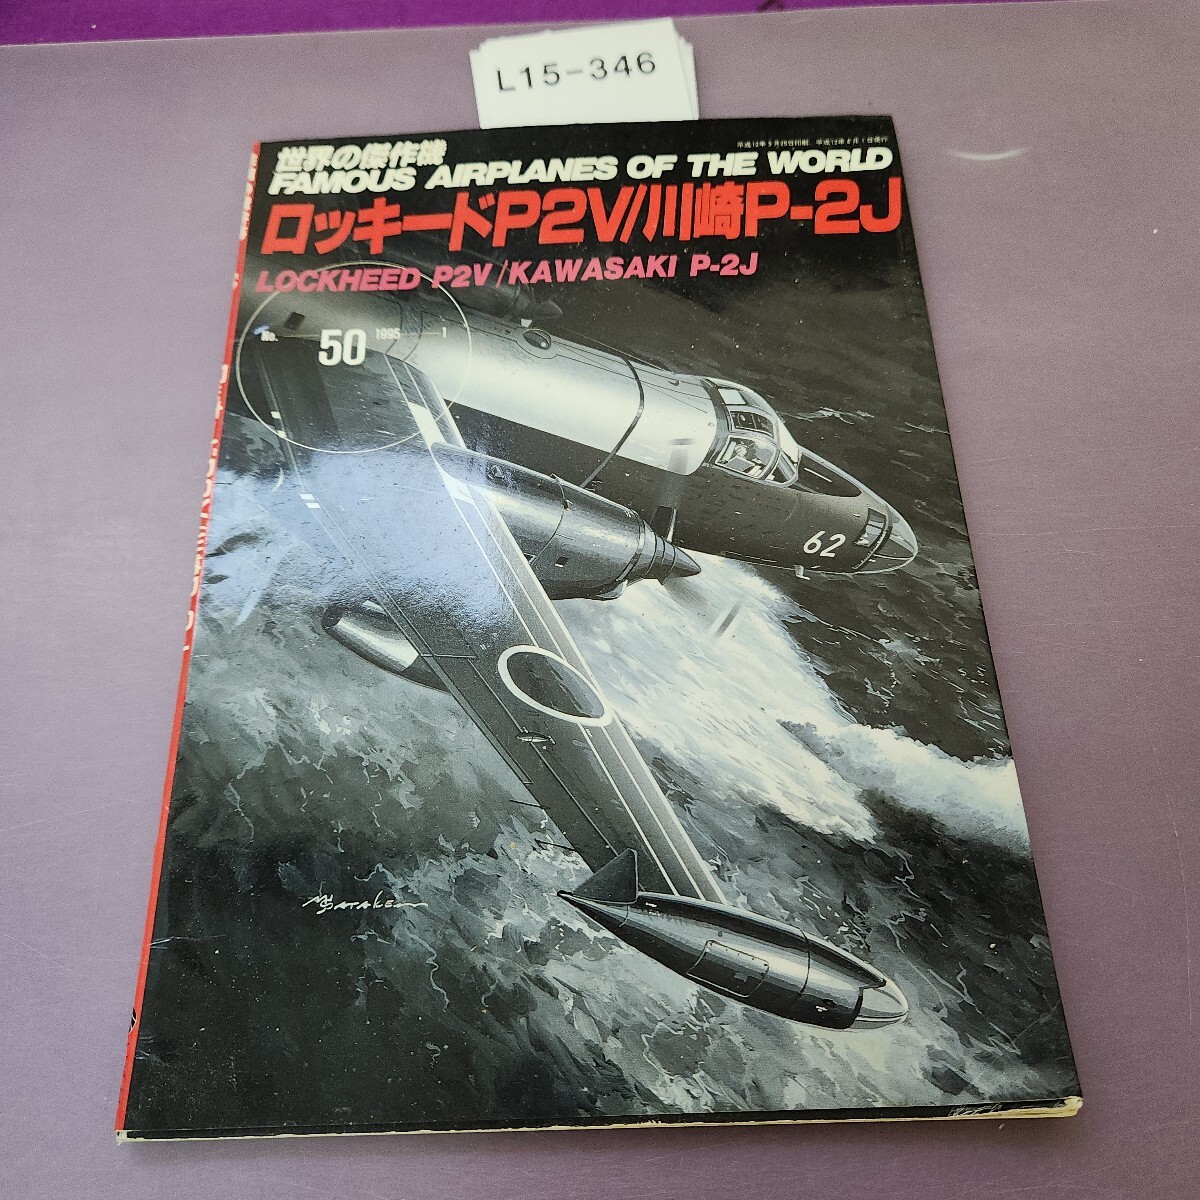 L15-346
世界の傑作機
FAMOUS AIRPLANES OF THE WORLD
ロッキードP2V/川崎P-2J
LOCKHEED P2V/KAWASAKI P-2J
No. 50 1995 1
62
SATAKE